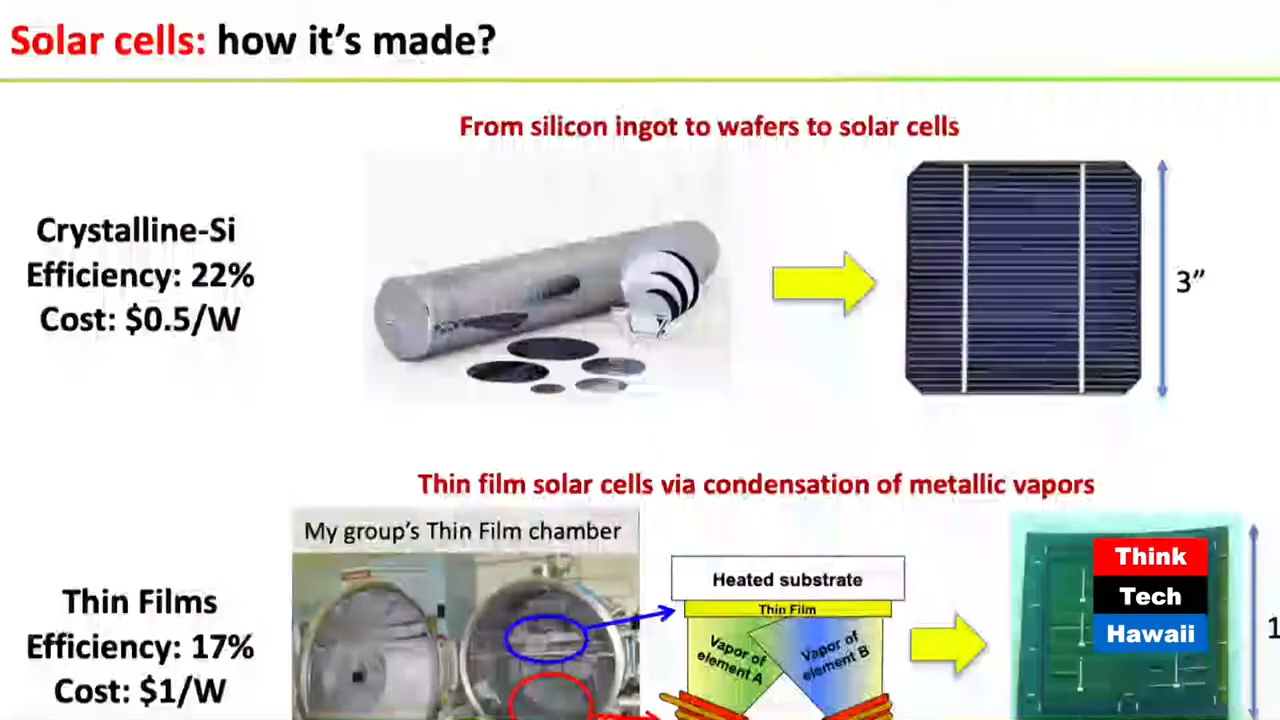 Solar cells: how it's made?
From silicon ingot to wafers to solar cells
Crystalline-Si
Efficiency: 22%
Cost: $0.5/W
3”
Thin film solar cells via condensation of metallic vapors
My group's Thin Film chamber
Heated substrate
Thin Film
Vapor of
element A
Vapor of
element B
Thin Films
Efficiency: 17%
Cost: $1/W
Think
Tech
Hawaii
1